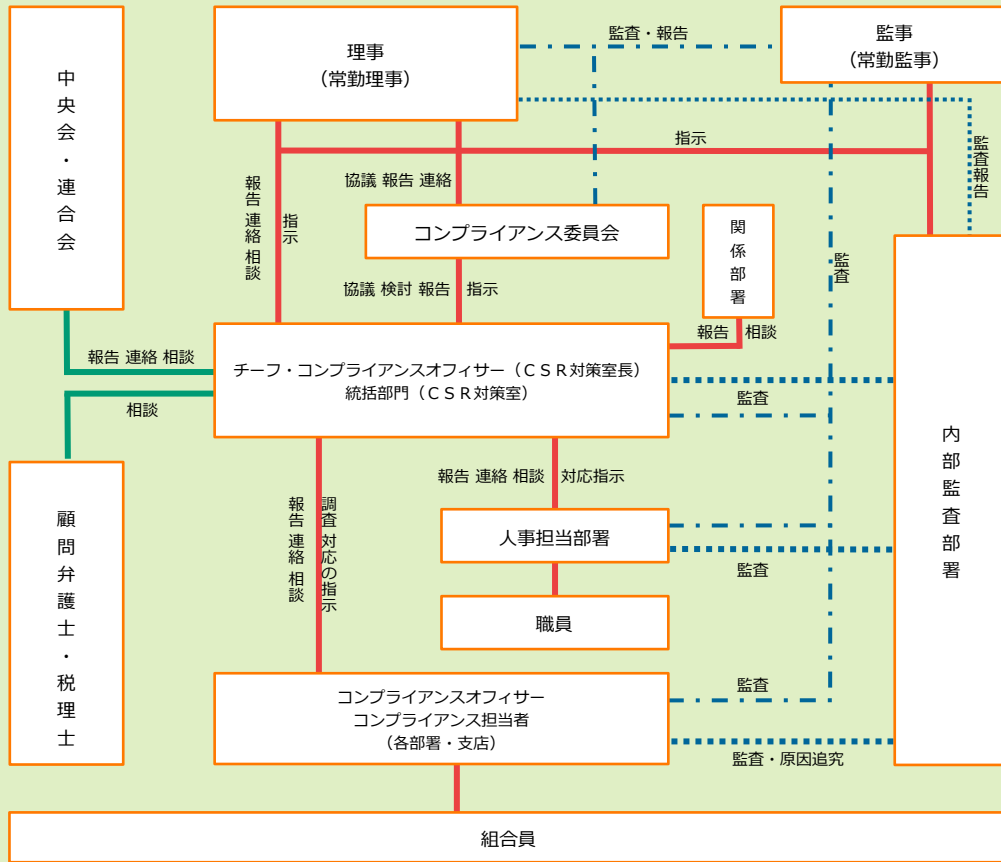 中央会・連合会
理事
（常勤理事）
監査・報告
監事
（常勤監事）
指示
監査報告
報告 連絡 相談
指示
協議 報告 連絡
コンプライアンス委員会
関係部署
監査
協議 検討 報告
指示
報告
相談
報告 連絡 相談
チーフ・コンプライアンスオフィサー（ＣＳＲ対策室長）
統括部門（ＣＳＲ対策室）
監査
相談
内部監査部署
報告 連絡 相談
対応指示
顧問弁護士・税理士
報告 連絡 相談
調査 対応の指示
人事担当部署
監査
職員
コンプライアンスオフィサー
コンプライアンス担当者
（各部署・支店）
監査
監査・原因追究
組合員